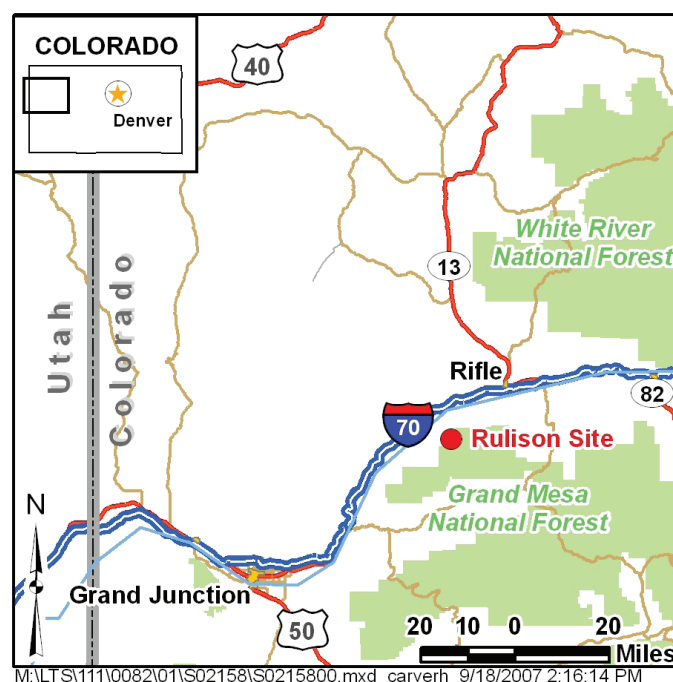 COLORADO
Denver
40
White River
National Forest
13
Utah
Colorado
Rifle
82
70
Rulison Site
Grand Mesa
National Forest
N
Grand Junction
50
20 10 0 20
Miles
M:\LTS\111\0082\01\S02158\S0215800.mxd carverh 9/18/2007 2:16:14 PM